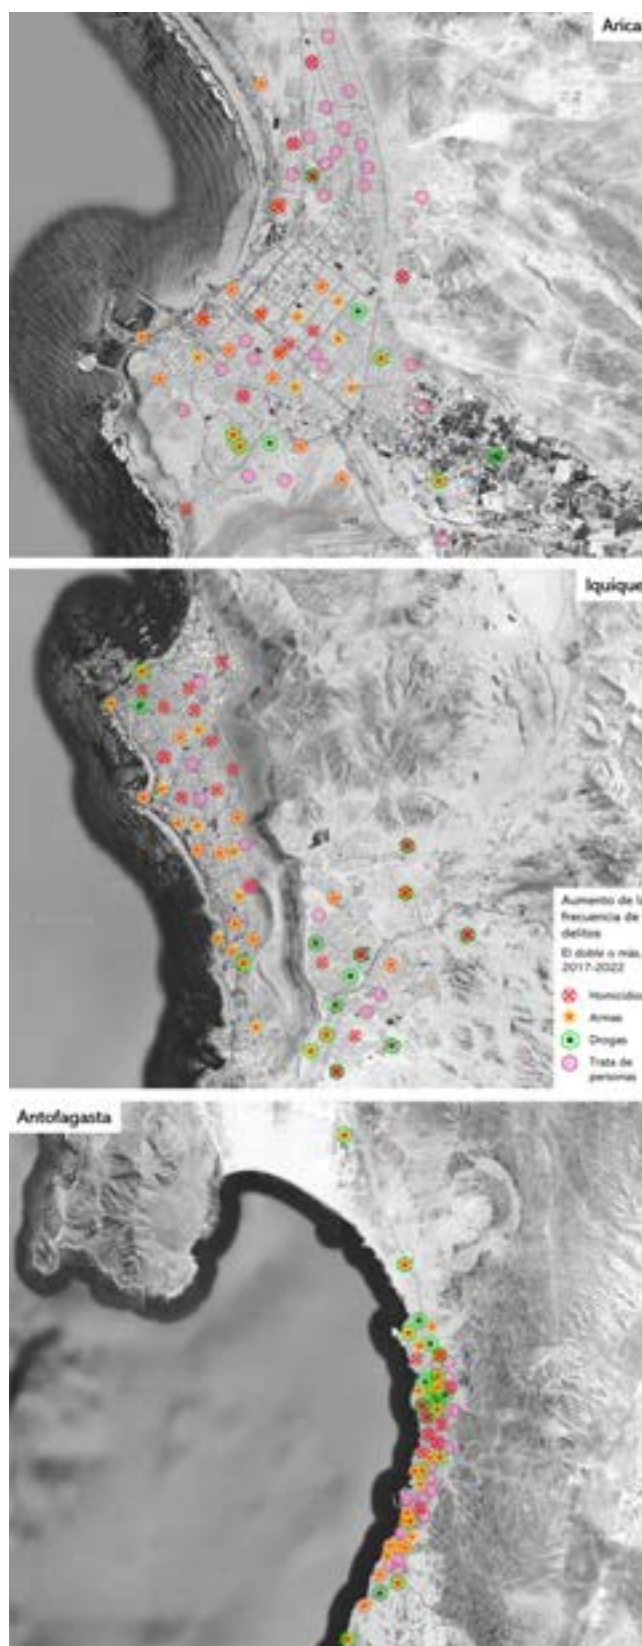 Arica
Iquique
Aumento de la
frecuencia de
delitos
El doble o más,
2017-2022
Homicidios
Armas
Drogas
Trata de
personas
Antofagasta